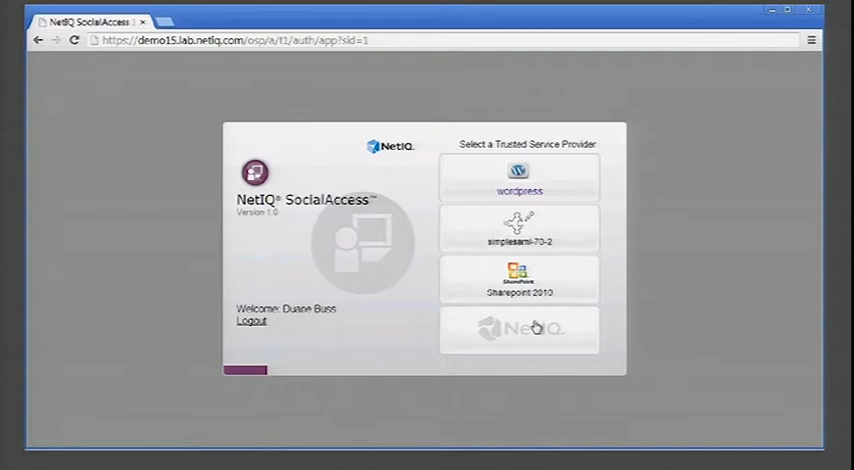 NetIQ SocialAccess
https://demo15.lab.netiq.com/osp/a/t1/auth/app?sid=1
NetIQ.
Select a Trusted Service Provider
wordpress
NetIQ® SocialAccess™
Version 1.0
simplesaml-70-2
SharePoint
Sharepoint 2010
Welcome: Duane Buss
Logout
NetIQ.